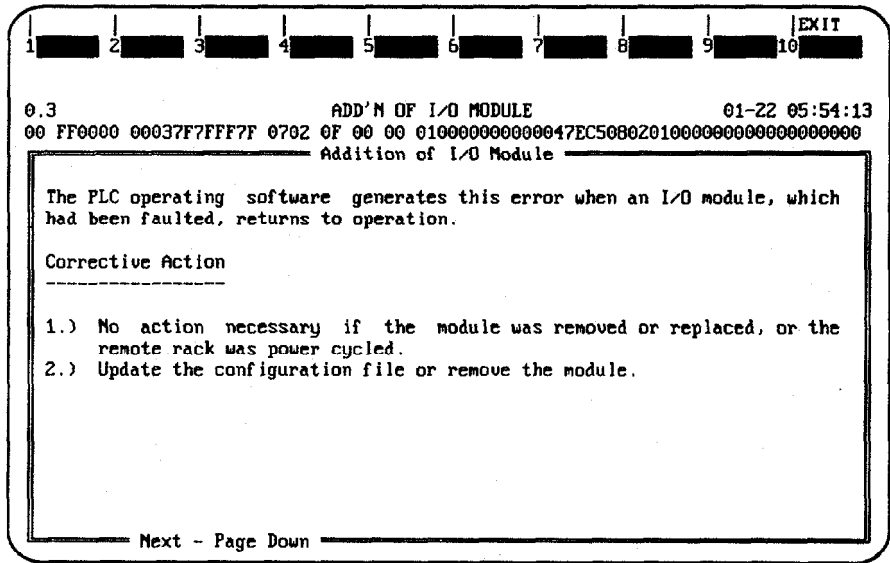 EXIT
1 2 3 4 5 6 7 8 9 10
0.3 ADD'N OF I/O MODULE 01-22 05:54:13
00 FF0000 00037F7FFF7F 0702 0F 00 00 010000000000047EC50802010000000000000000000
Addition of I/O Module
The PLC operating software generates this error when an I/O module, which
had been faulted, returns to operation.
Corrective Action
------------------
1.) No action necessary if the module was removed or replaced, or the
remote rack was power cycled.
2.) Update the configuration file or remove the module.
Next - Page Down